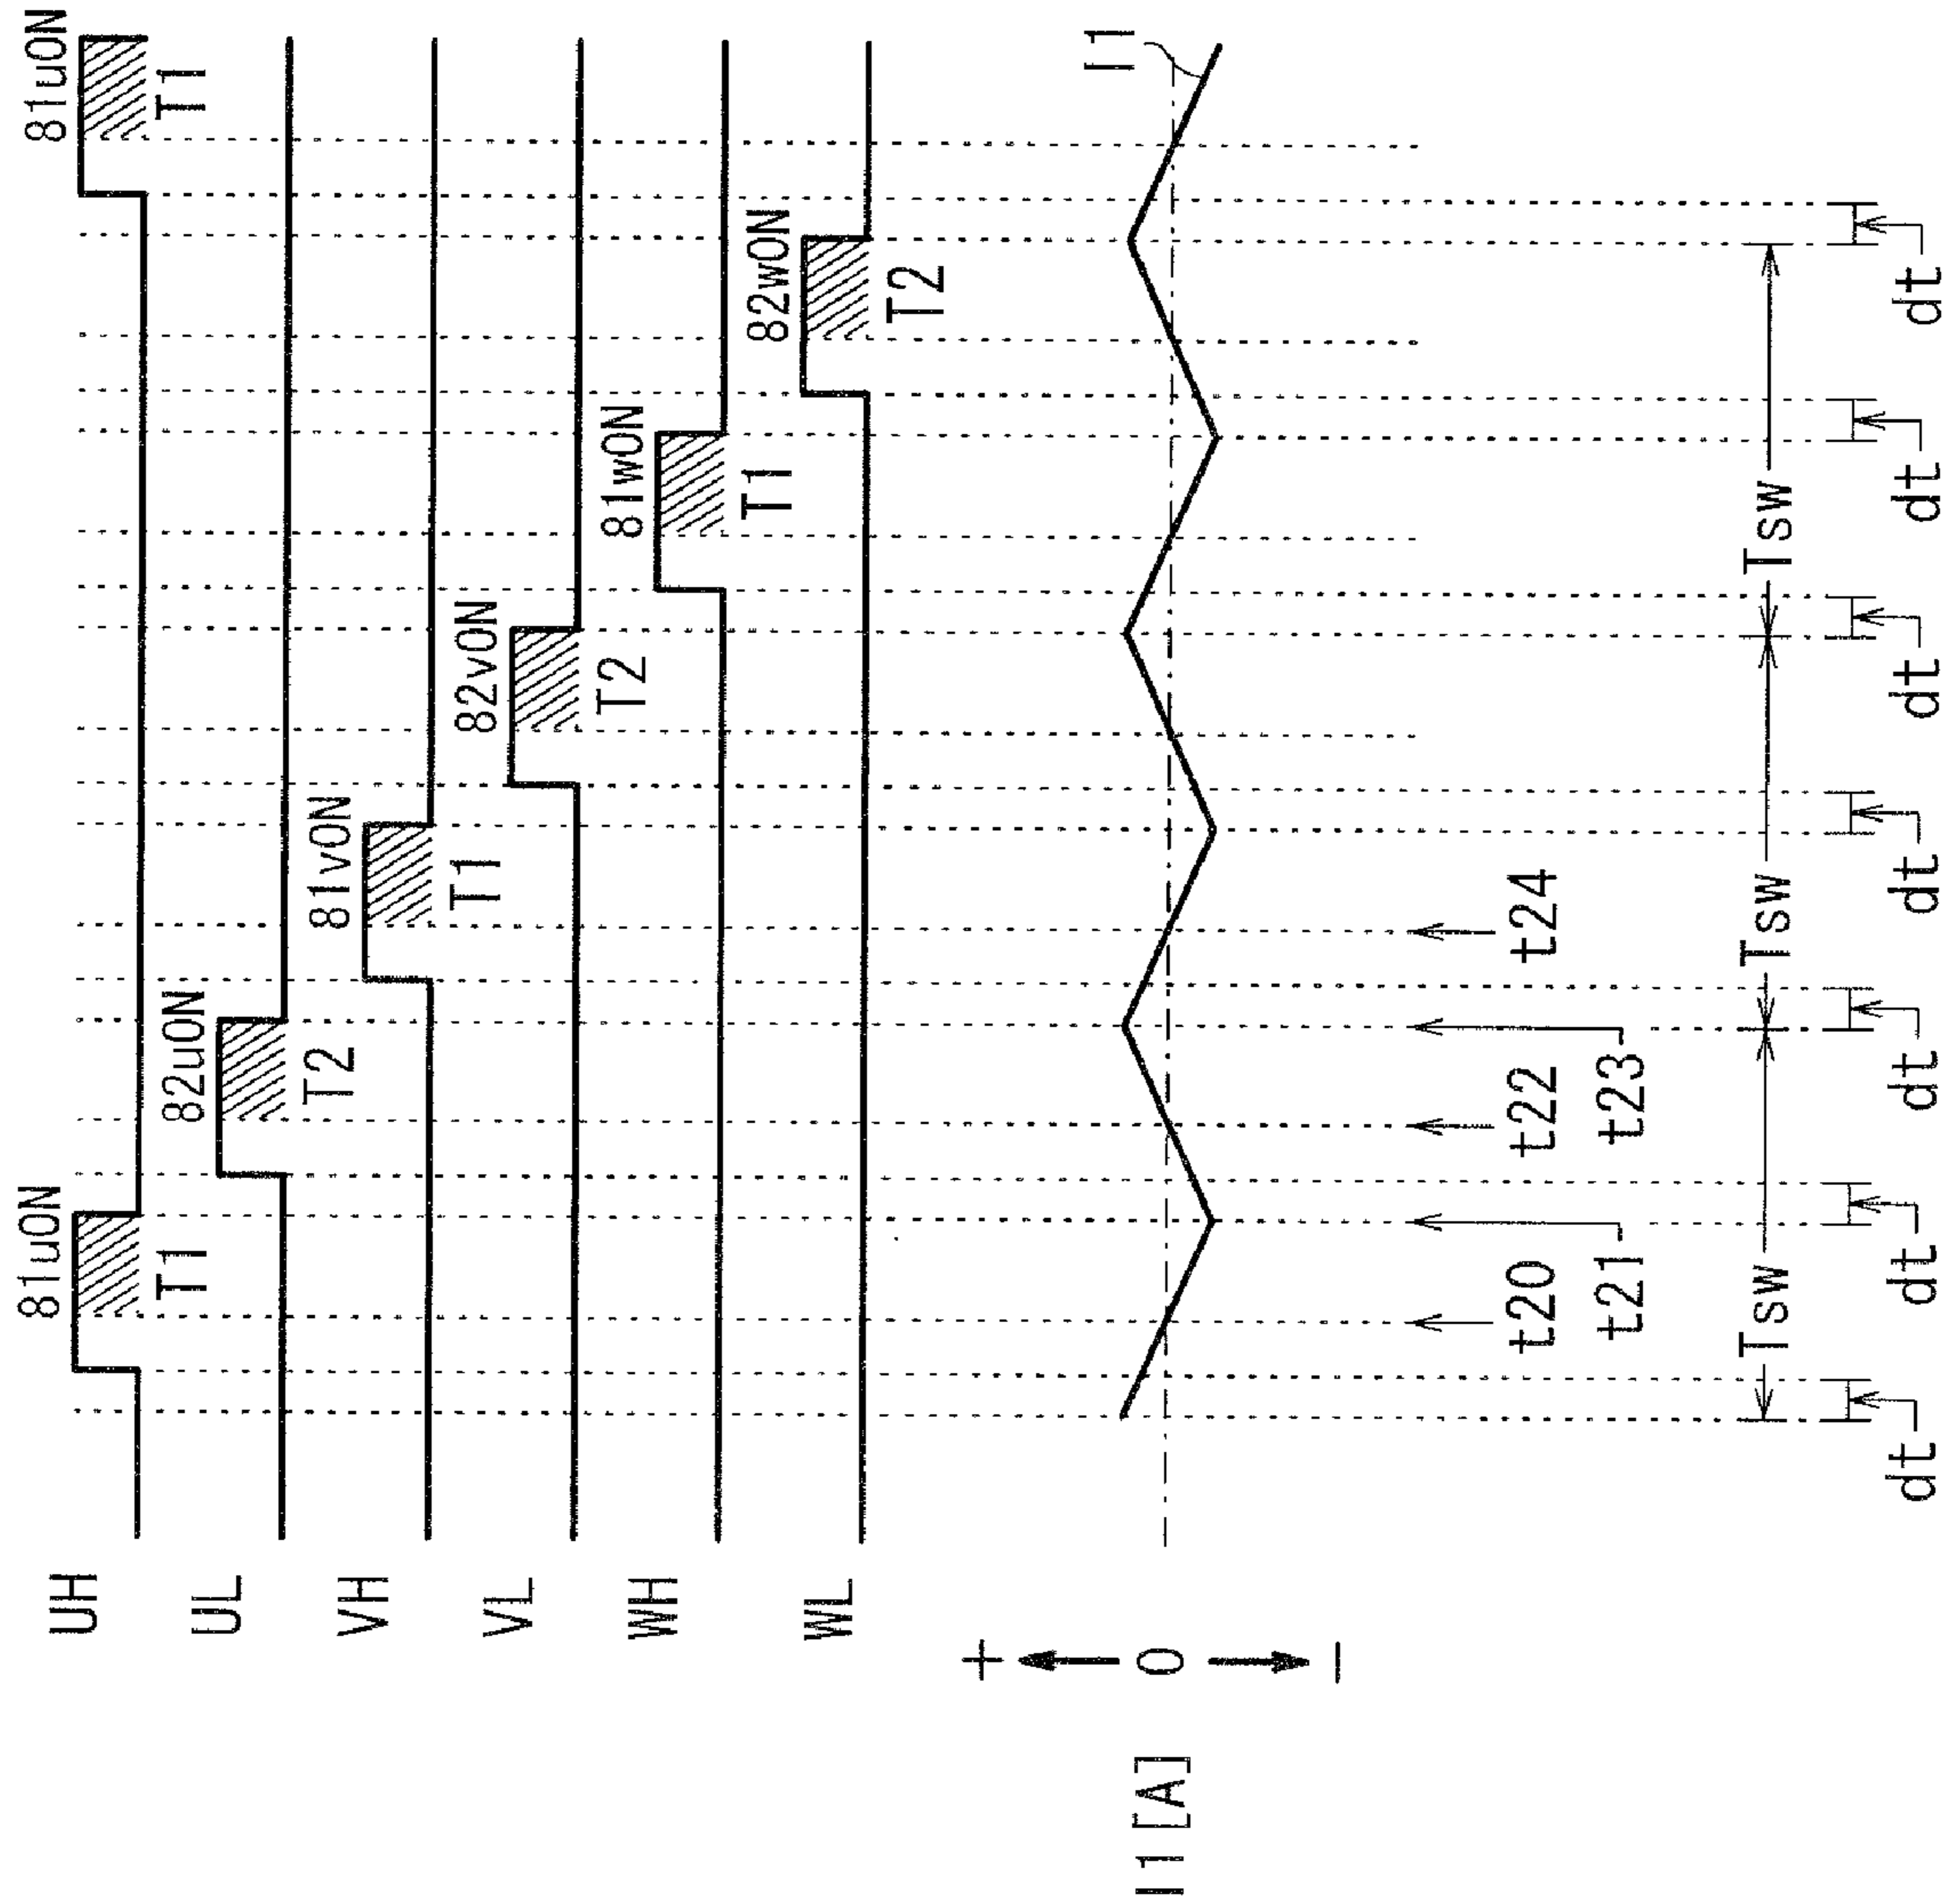 UH
81uON
T1
81uON
T1
UL
82uON
T2
VH
81vON
T1
VL
82vON
T2
WH
81wON
T1
WL
82wON
T2
+
0
−
I1[A]
I1
t20
t22
t24
t21
t23
Tsw
Tsw
Tsw
dt
dt
dt
dt
dt
dt
dt